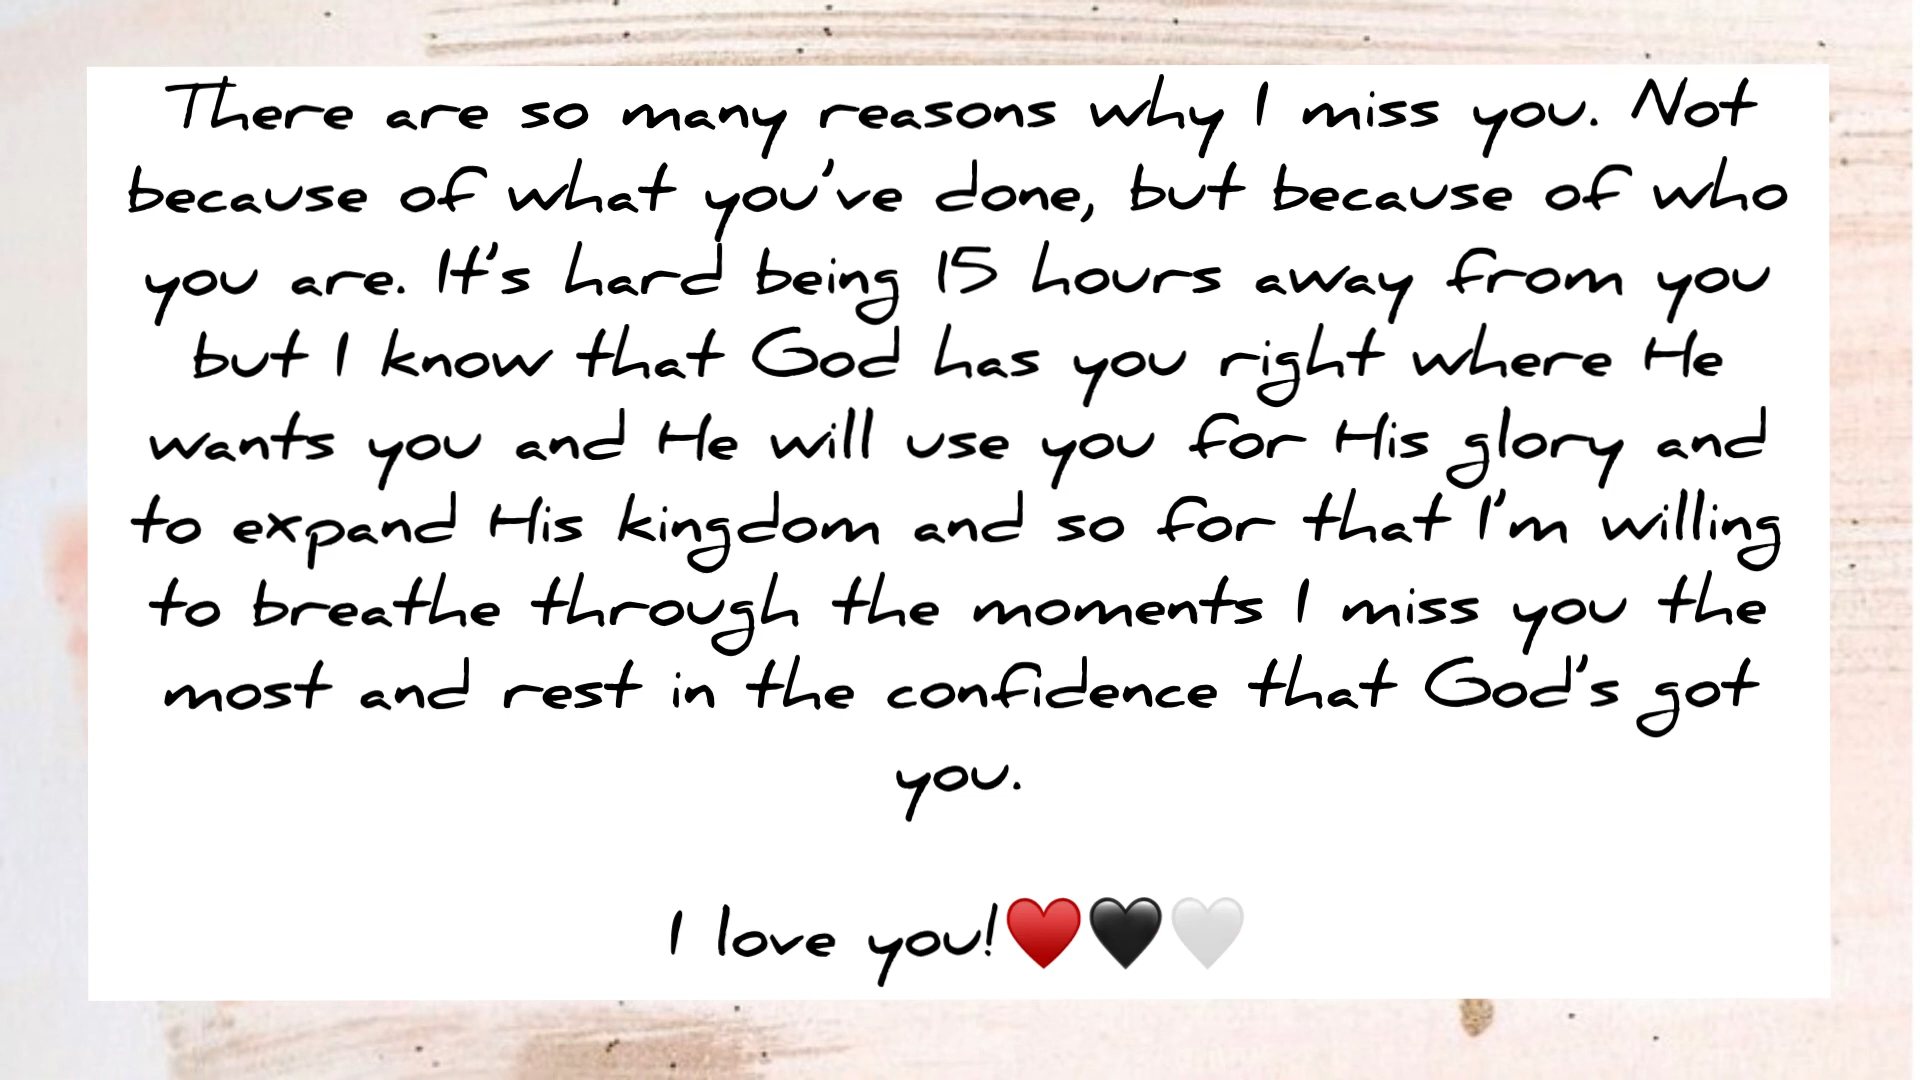 There are so many reasons why I miss you. Not
because of what you've done, but because of who
you are. It's hard being 15 hours away from you
but I know that God has you right where He
wants you and He will use you for His glory and
to expand His kingdom and so for that I'm willing
to breathe through the moments I miss you the
most and rest in the confidence that God's got
you.
I love you!❤️🖤🤍